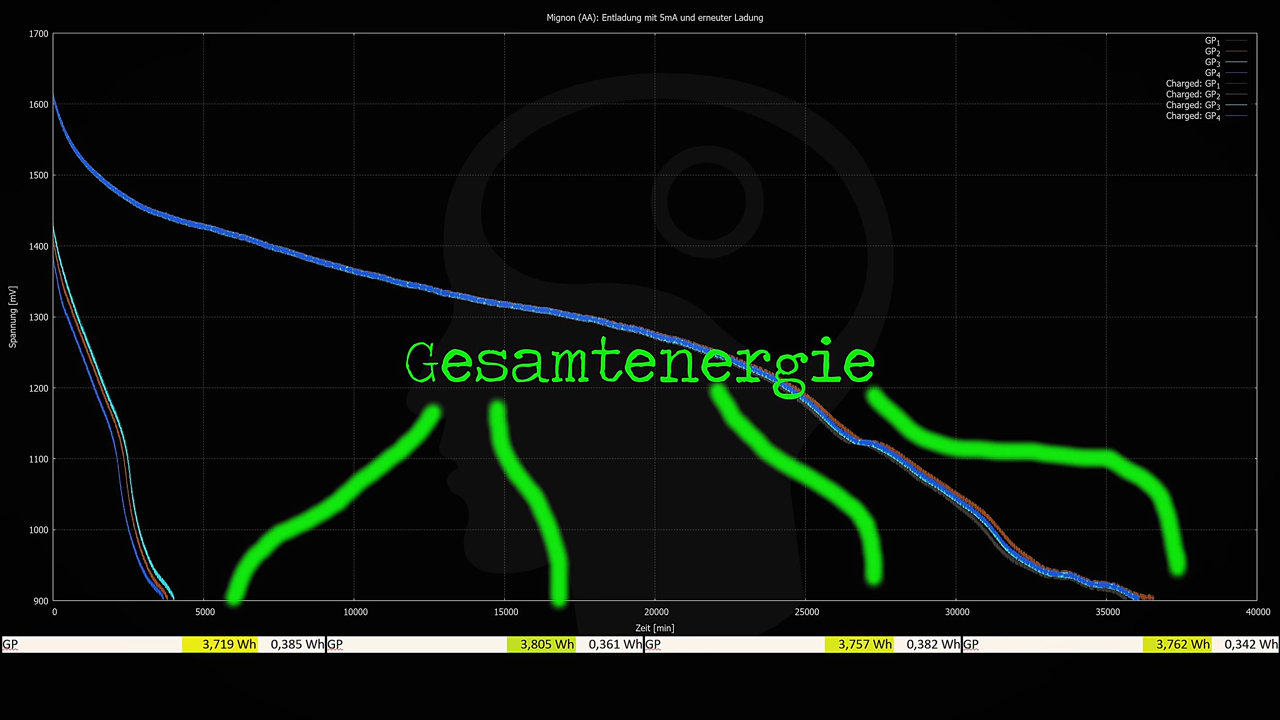 Mignon (AA): Entladung mit 5mA und erneuter Ladung
1700
1600
1500
1400
1300
1200
1100
1000
900
Spannung [mV]
GP1
GP2
GP3
GP4
Charged: GP1
Charged: GP2
Charged: GP3
Charged: GP4
Gesamtenergie
0 5000 10000 15000 20000 25000 30000 35000 40000
Zeit [min]
GP 3,719 Wh 0,385 Wh GP 3,805 Wh 0,361 Wh GP 3,757 Wh 0,382 Wh GP 3,762 Wh 0,342 Wh